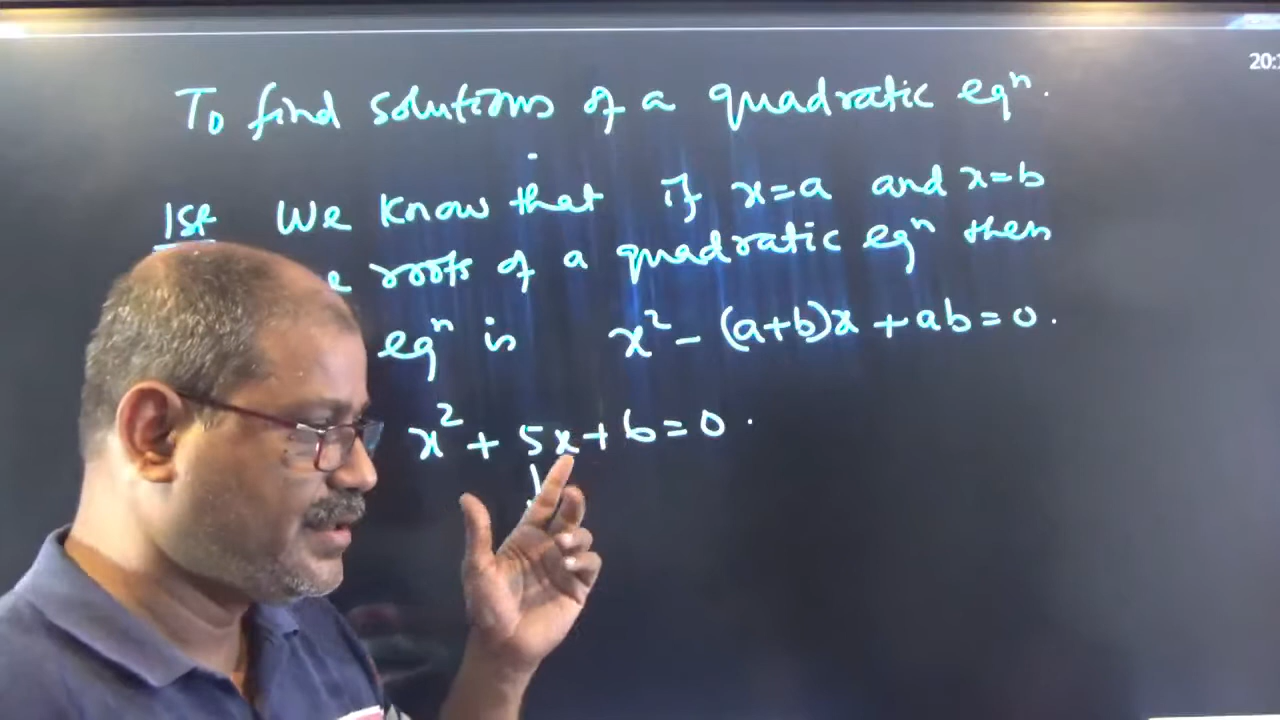 20:
To find solutions of a quadratic eqⁿ.
1st We know that if x=a and x=b
roots of a quadratic eqⁿ then
eqⁿ is x² - (a+b)x + ab = 0.
x² + 5x + 6 = 0.